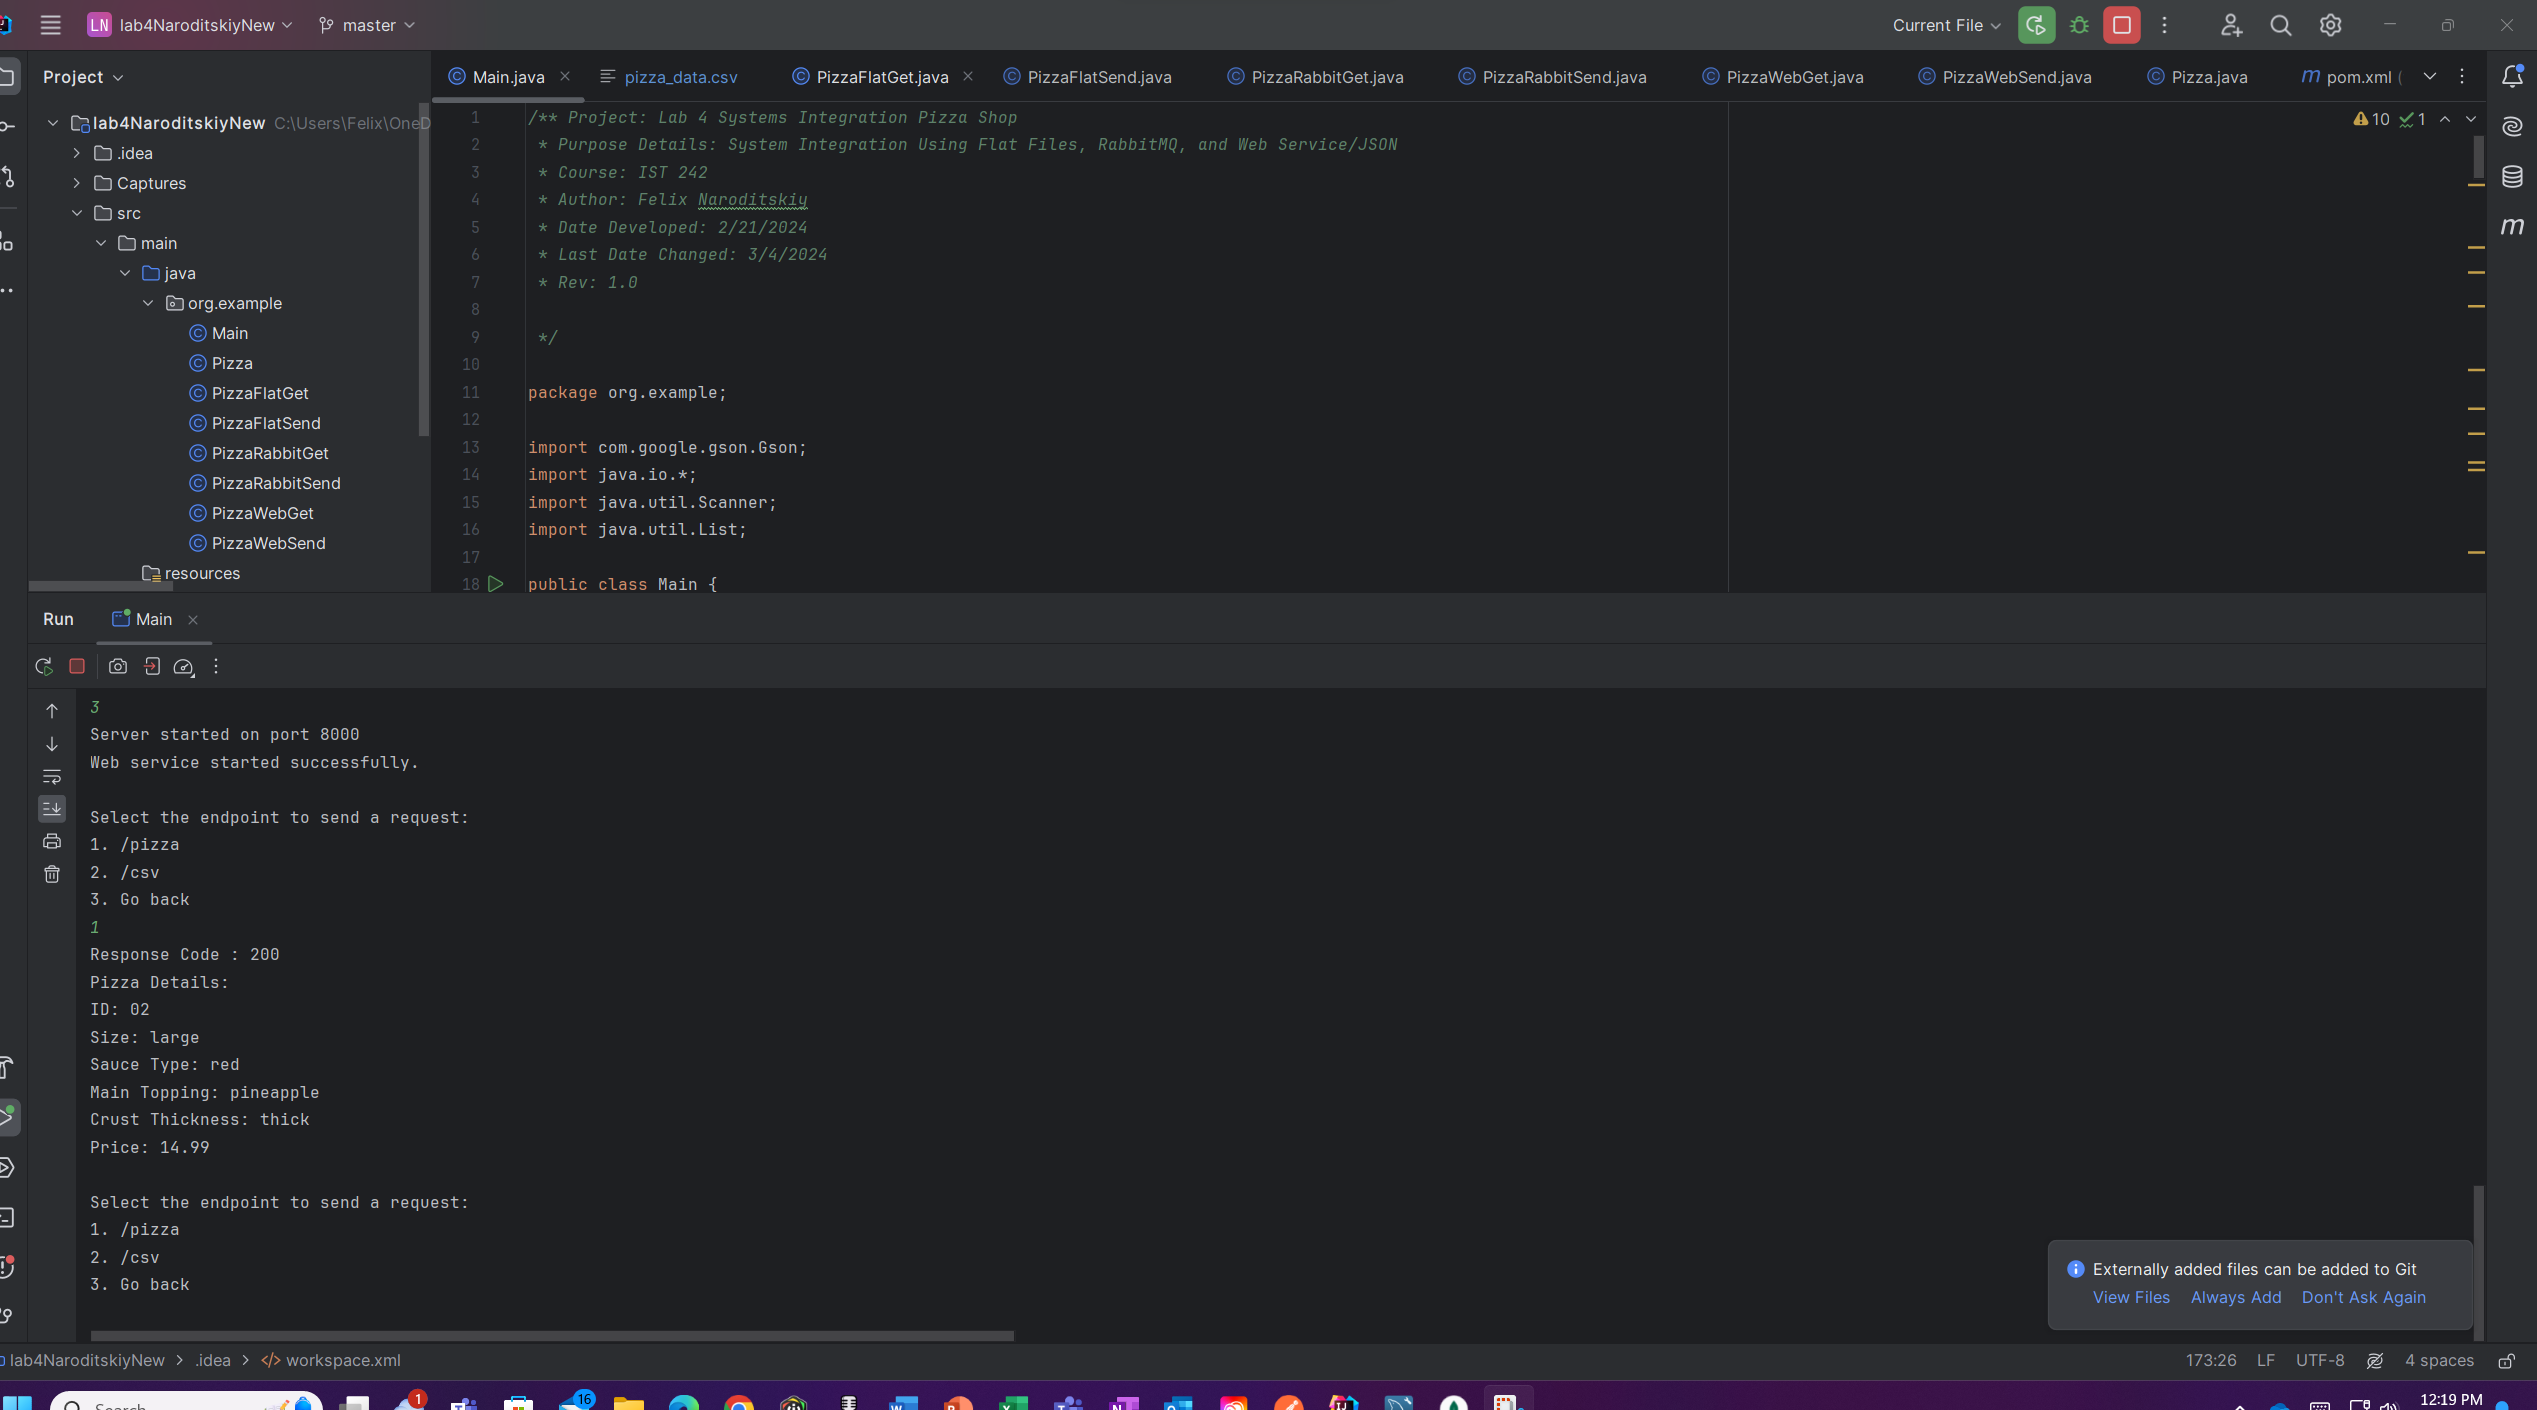 LN lab4NaroditskiyNew master Current File
Project
Main.java pizza_data.csv PizzaFlatGet.java PizzaFlatSend.java PizzaRabbitGet.java PizzaRabbitSend.java PizzaWebGet.java PizzaWebSend.java Pizza.java m pom.xml (
lab4NaroditskiyNew C:\Users\Felix\OneD
.idea
Captures
src
main
java
org.example
Main
Pizza
PizzaFlatGet
PizzaFlatSend
PizzaRabbitGet
PizzaRabbitSend
PizzaWebGet
PizzaWebSend
resources
10 1
1 /** Project: Lab 4 Systems Integration Pizza Shop
2 * Purpose Details: System Integration Using Flat Files, RabbitMQ, and Web Service/JSON
3 * Course: IST 242
4 * Author: Felix Naroditskiy
5 * Date Developed: 2/21/2024
6 * Last Date Changed: 3/4/2024
7 * Rev: 1.0
8
9 */
10
11 package org.example;
12
13 import com.google.gson.Gson;
14 import java.io.*;
15 import java.util.Scanner;
16 import java.util.List;
17
18 public class Main {
m
Run Main
3
Server started on port 8000
Web service started successfully.
Select the endpoint to send a request:
1. /pizza
2. /csv
3. Go back
1
Response Code : 200
Pizza Details:
ID: 02
Size: large
Sauce Type: red
Main Topping: pineapple
Crust Thickness: thick
Price: 14.99
Select the endpoint to send a request:
1. /pizza
2. /csv
3. Go back
Externally added files can be added to Git
View Files Always Add Don't Ask Again
lab4NaroditskiyNew > .idea > workspace.xml
173:26 LF UTF-8 4 spaces
Search
1
16
12:19 PM